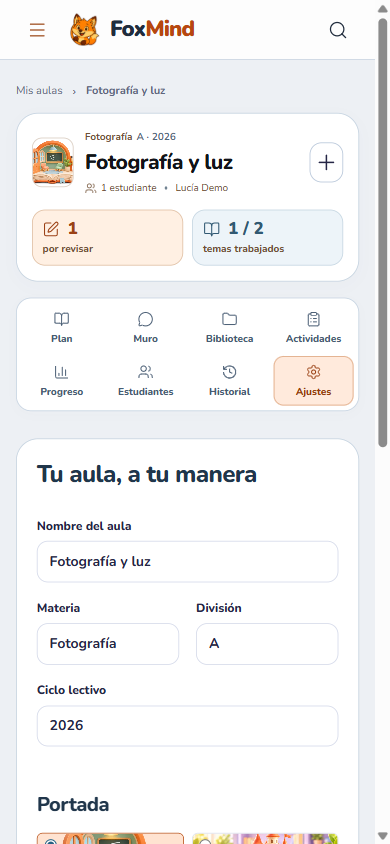 FoxMind
Mis aulas › Fotografía y luz
Fotografía A · 2026
Fotografía y luz
1 estudiante • Lucía Demo
1
por revisar
1 / 2
temas trabajados
Plan
Muro
Biblioteca
Actividades
Progreso
Estudiantes
Historial
Ajustes
Tu aula, a tu manera
Nombre del aula
Fotografía y luz
Materia
División
Fotografía
A
Ciclo lectivo
2026
Portada